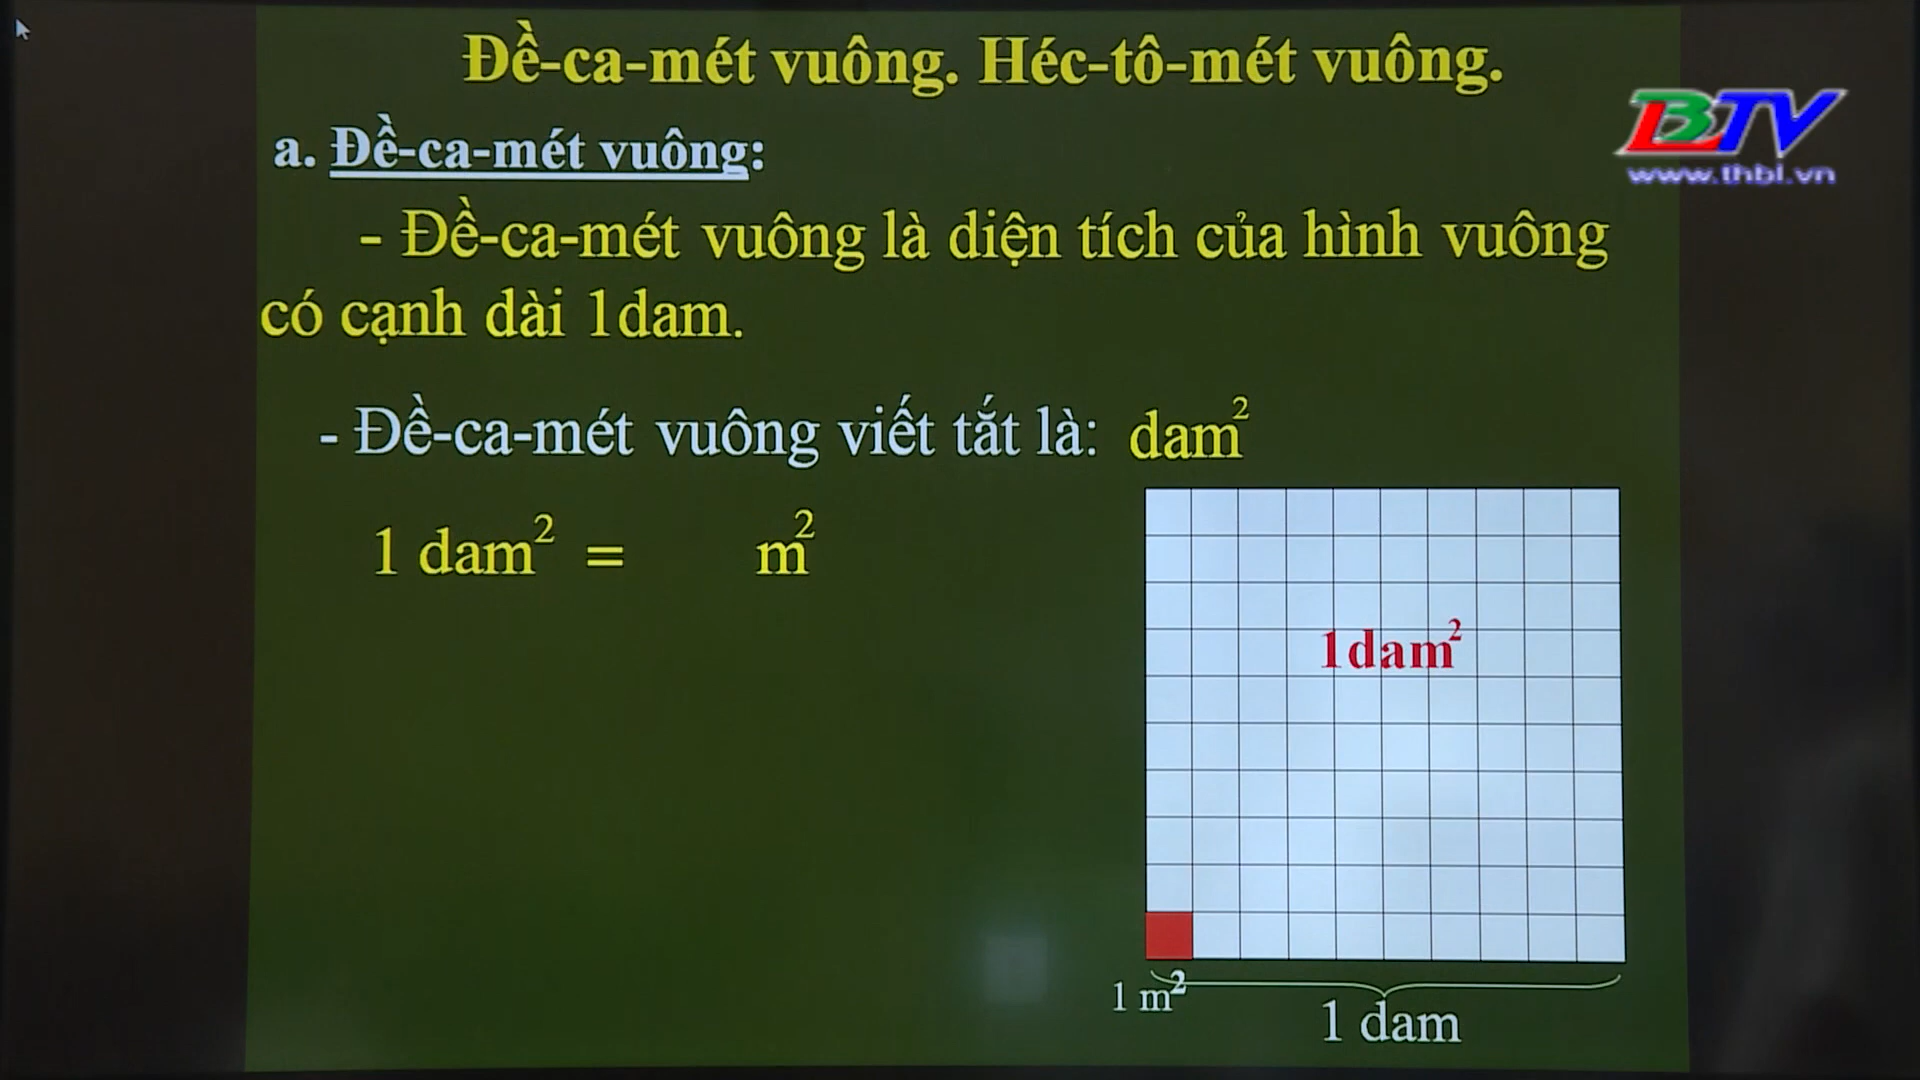 Đề-ca-mét vuông. Héc-tô-mét vuông.
BTV
www.thbl.vn
a. Đề-ca-mét vuông:
- Đề-ca-mét vuông là diện tích của hình vuông
có cạnh dài 1dam.
- Đề-ca-mét vuông viết tắt là: dam²
1 dam² = m²
1dam²
1 m²
1 dam